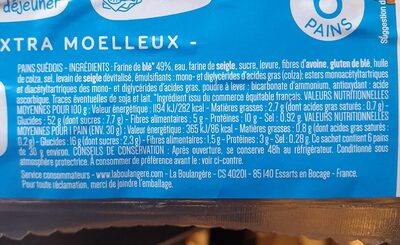 déjeuner
6
PAINS
Suggestion d
EXTRA MOELLEUX -
PAINS SUÉDOIS - INGRÉDIENTS : Farine de blé* 49%, eau, farine de seigle, sucre, levure, fibres d'avoine, gluten de blé, huile
de colza, sel, levain de seigle dévitalisé, émulsifiants : mono- et diglycérides d'acides gras (colza); esters monoacétyltartriques
et diacétyltartriques des mono- et diglycérides d'acides gras, poudre à lever : bicarbonate d'ammonium, antioxydant : acide
ascorbique. Traces éventuelles de soja et lait. *Ingrédient issu du commerce équitable français. VALEURS NUTRITIONNELLES
MOYENNES POUR 100 g : Valeur énergétique : 1194 kJ/282 kcal - Matières grasses : 2.7 g (dont acides gras saturés : 0.7 g) -
Glucides : 52 g (dont sucres : 7.7 g) - Fibres alimentaires : 5 g - Protéines : 10 g - Sel : 0.92 g. VALEURS NUTRITIONNELLES
MOYENNES POUR 1 PAIN (ENV. 30 g) : Valeur énergétique : 365 kJ/86 kcal - Matières grasses : 0.8 g (dont acides gras saturés :
0.2 g) - Glucides : 16 g (dont sucres : 2.3 g) - Fibres alimentaires : 1.5 g - Protéines : 3 g - Sel : 0.28 g. Ce sachet contient 6 pains
de 30 g environ. CONSEILS DE CONSERVATION : Après ouverture, se conserve 48h au réfrigérateur. Conditionné sous
atmosphère protectrice. À consommer de préférence avant le : voir ci-contre.
Service consommateurs - www.laboulangere.com - La Boulangère - CS 40201 - 85 140 Essarts en Bocage - France.
Pour toute réclamation, merci de joindre l'emballage.